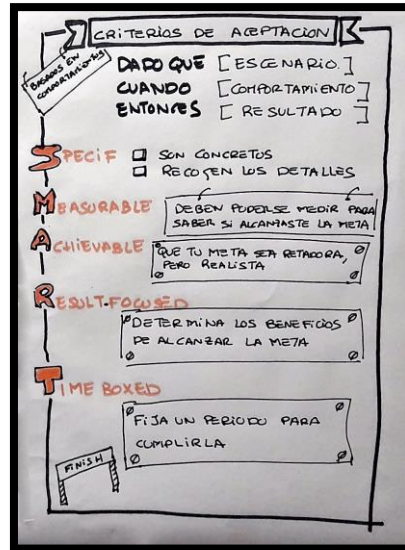 CRITERIOS DE ACEPTACION
BASADOS EN
COMPORTAMIENTOS
DADO QUE [ESCENARIO.]
CUANDO [COMPORTAMIENTO]
ENTONCES [RESULTADO]
SPECIF
SON CONCRETOS
RECOGEN LOS DETALLES
MEASURABLE
DEBEN PODERSE MEDIR PARA
SABER SI ALCANZASTE LA META
ACHIEVABLE
QUE TU META SEA RETADORA,
PERO REALISTA
RESULT-FOCUSED
DETERMINA LOS BENEFICIOS
DE ALCANZAR LA META
TIME BOXED
FIJA UN PERIODO PARA
CUMPLIRLA
FINISH